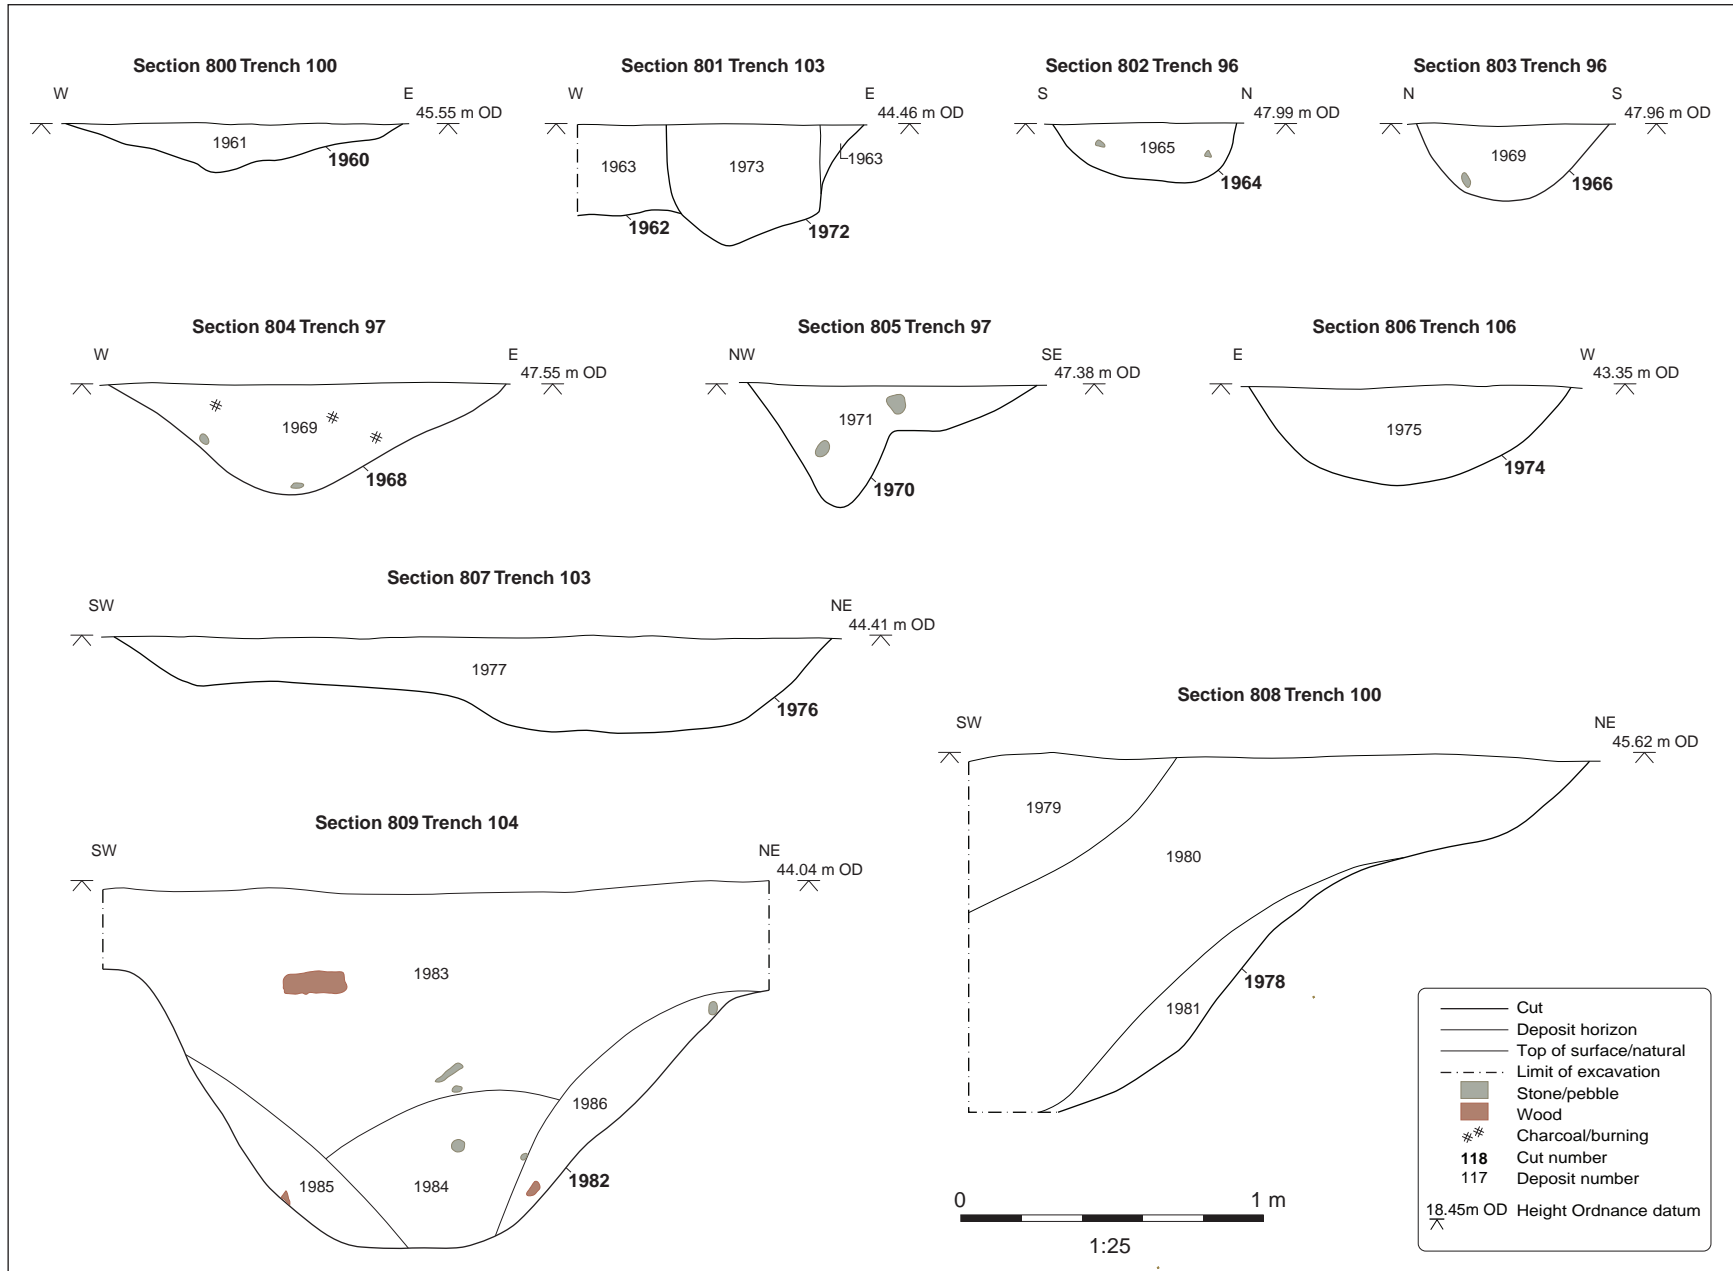 Section 800 Trench 100
W E
45.55 m OD
1961
1960
Section 801 Trench 103
W E
44.46 m OD
1963 1973 1963
1962 1972
Section 802 Trench 96
S N
47.99 m OD
1965
1964
Section 803 Trench 96
N S
47.96 m OD
1969
1966
Section 804 Trench 97
W E
47.55 m OD
1969
1968
Section 805 Trench 97
NW SE
47.38 m OD
1971
1970
Section 806 Trench 106
E W
43.35 m OD
1975
1974
Section 807 Trench 103
SW NE
44.41 m OD
1977
1976
Section 808 Trench 100
SW NE
45.62 m OD
1979
1980
1978
1981
Section 809 Trench 104
SW NE
44.04 m OD
1983
1986
1985 1984
1982
0 1 m
1:25
Cut
Deposit horizon
Top of surface/natural
Limit of excavation
Stone/pebble
Wood
Charcoal/burning
118 Cut number
117 Deposit number
18.45m OD Height Ordnance datum